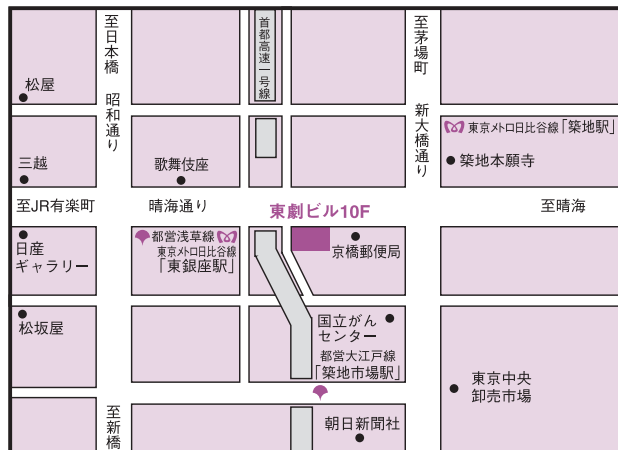 至日本橋
昭和通り
首都高速一号線
至茅場町
新大橋通り
松屋
東京メトロ日比谷線「築地駅」
三越
歌舞伎座
築地本願寺
至JR有楽町
晴海通り
東劇ビル10F
至晴海
日産
ギャラリー
都営浅草線
東京メトロ日比谷線
「東銀座駅」
京橋郵便局
松坂屋
国立がん
センター
都営大江戸線
「築地市場駅」
東京中央
卸売市場
至新橋
朝日新聞社